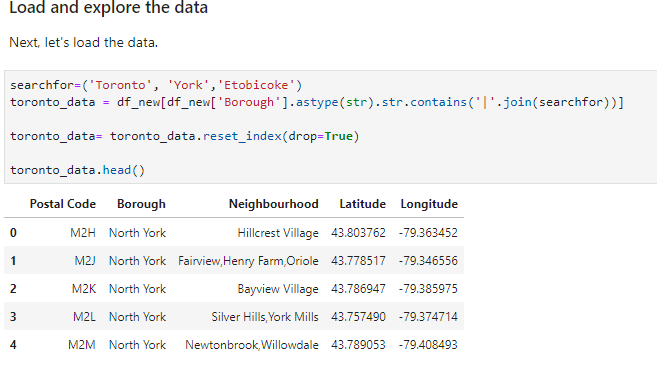 Load and explore the data
Next, let's load the data.
searchfor=('Toronto', 'York','Etobicoke')
toronto_data = df_new[df_new['Borough'].astype(str).str.contains('|'.join(searchfor))]
toronto_data= toronto_data.reset_index(drop=True)
toronto_data.head()
Postal Code Borough Neighbourhood Latitude Longitude
0 M2H North York Hillcrest Village 43.803762 -79.363452
1 M2J North York Fairview,Henry Farm,Oriole 43.778517 -79.346556
2 M2K North York Bayview Village 43.786947 -79.385975
3 M2L North York Silver Hills,York Mills 43.757490 -79.374714
4 M2M North York Newtonbrook,Willowdale 43.789053 -79.408493